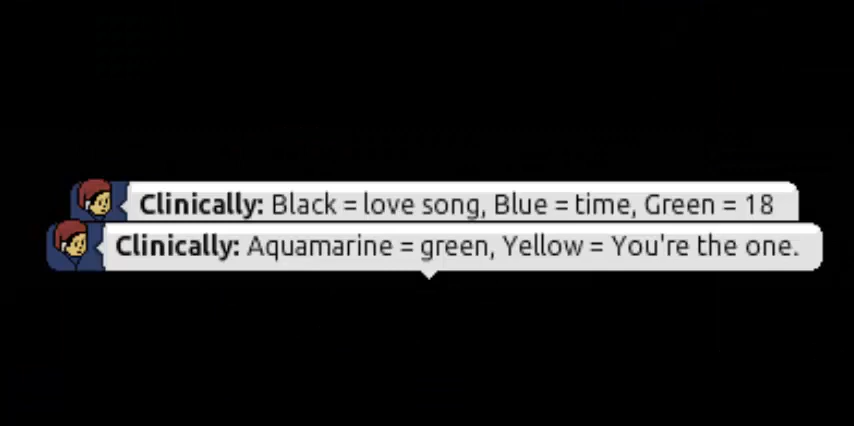 Clinically: Black = love song, Blue = time, Green = 18
Clinically: Aquamarine = green, Yellow = You're the one.